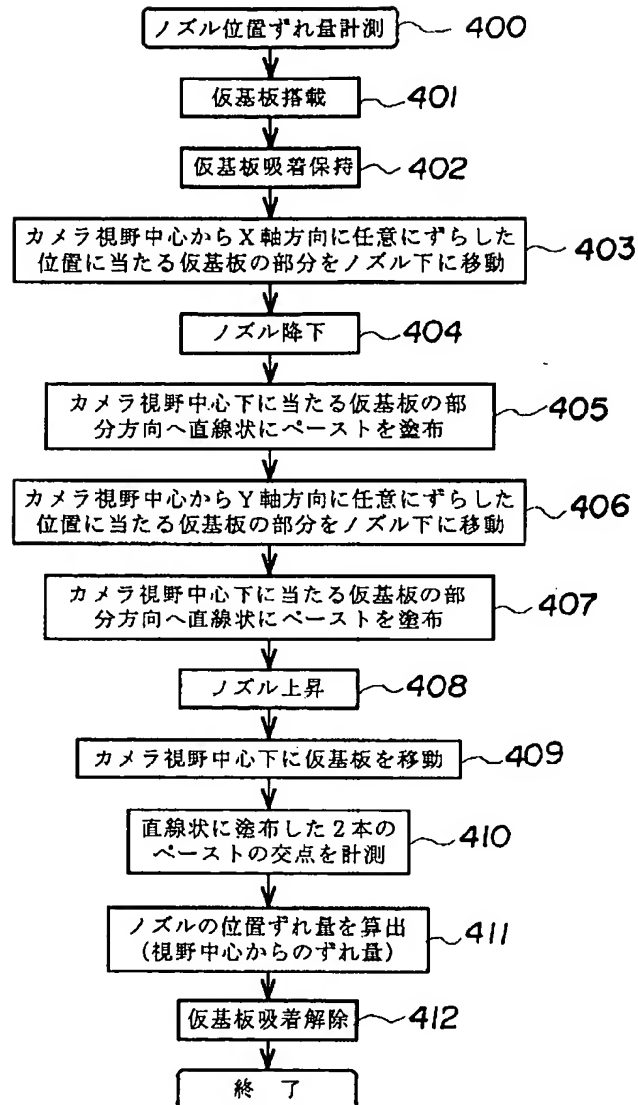 ノズル位置ずれ量計測 400
仮基板搭載 401
仮基板吸着保持 402
カメラ視野中心からX軸方向に任意にずらした
位置に当たる仮基板の部分をノズル下に移動 403
ノズル降下 404
カメラ視野中心下に当たる仮基板の部
分方向へ直線状にペーストを塗布 405
カメラ視野中心からY軸方向に任意にずらした
位置に当たる仮基板の部分をノズル下に移動 406
カメラ視野中心下に当たる仮基板の部
分方向へ直線状にペーストを塗布 407
ノズル上昇 408
カメラ視野中心下に仮基板を移動 409
直線状に塗布した2本の
ペーストの交点を計測 410
ノズルの位置ずれ量を算出
(視野中心からのずれ量) 411
仮基板吸着解除 412
終 了